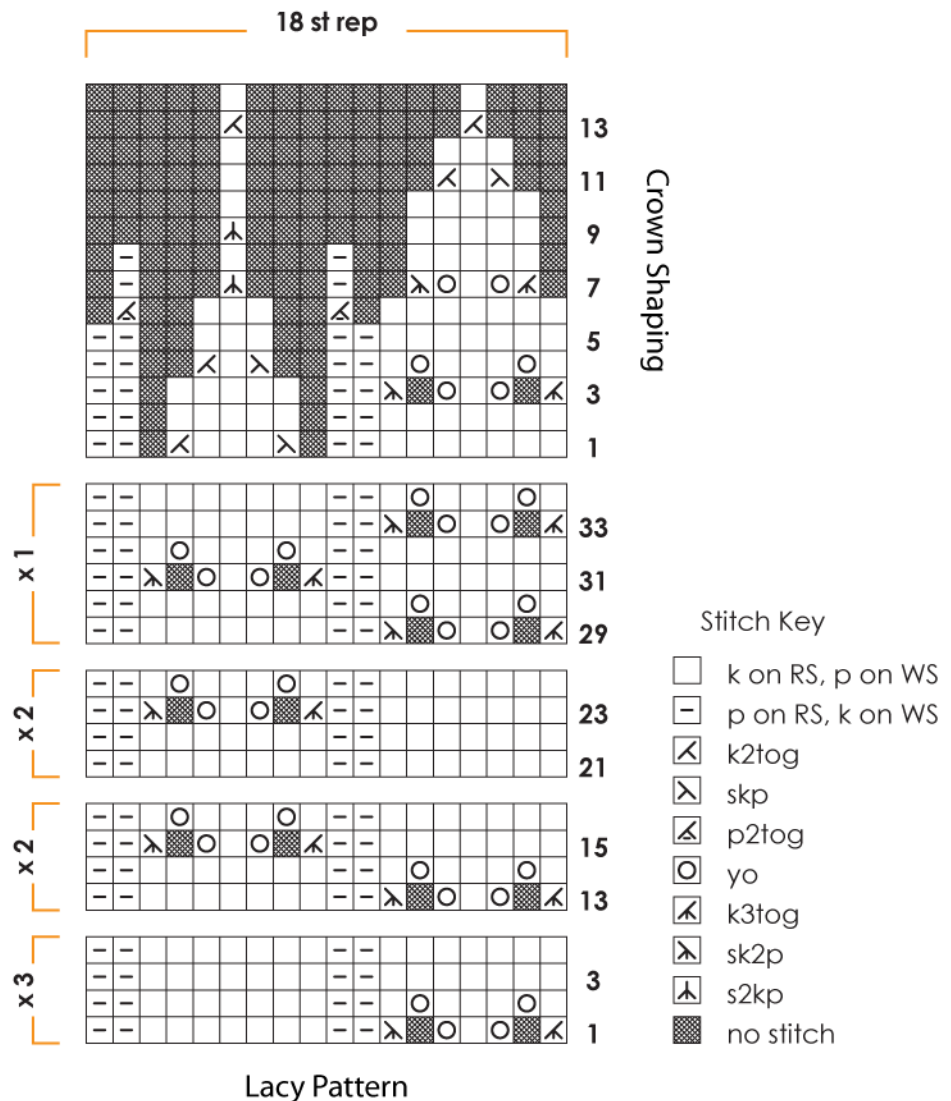 18 st rep
13
11
9
7
5
3
1
Crown Shaping
x 1
33
31
29
x 2
23
21
x 2
15
13
x 3
3
1
Lacy Pattern
Stitch Key
k on RS, p on WS
p on RS, k on WS
k2tog
skp
p2tog
yo
k3tog
sk2p
s2kp
no stitch